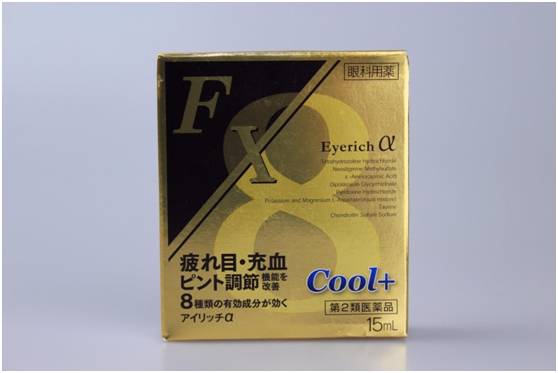 眼科用薬
FX
8
Eyerich α
Tetrahydrozoline Hydrochloride
Neostigmine Methylsulfate
ε-Aminocaproic Acid
Dipotassium Glycyrrhizinate
Pyridoxine Hydrochloride
Potassium and Magnesium L-Aspartate(equal mixture)
Taurine
Chondroitin Sulfate Sodium
疲れ目・充血
ピント調節機能を改善
8種類の有効成分が効く
アイリッチα
Cool+
第2類医薬品
15mL